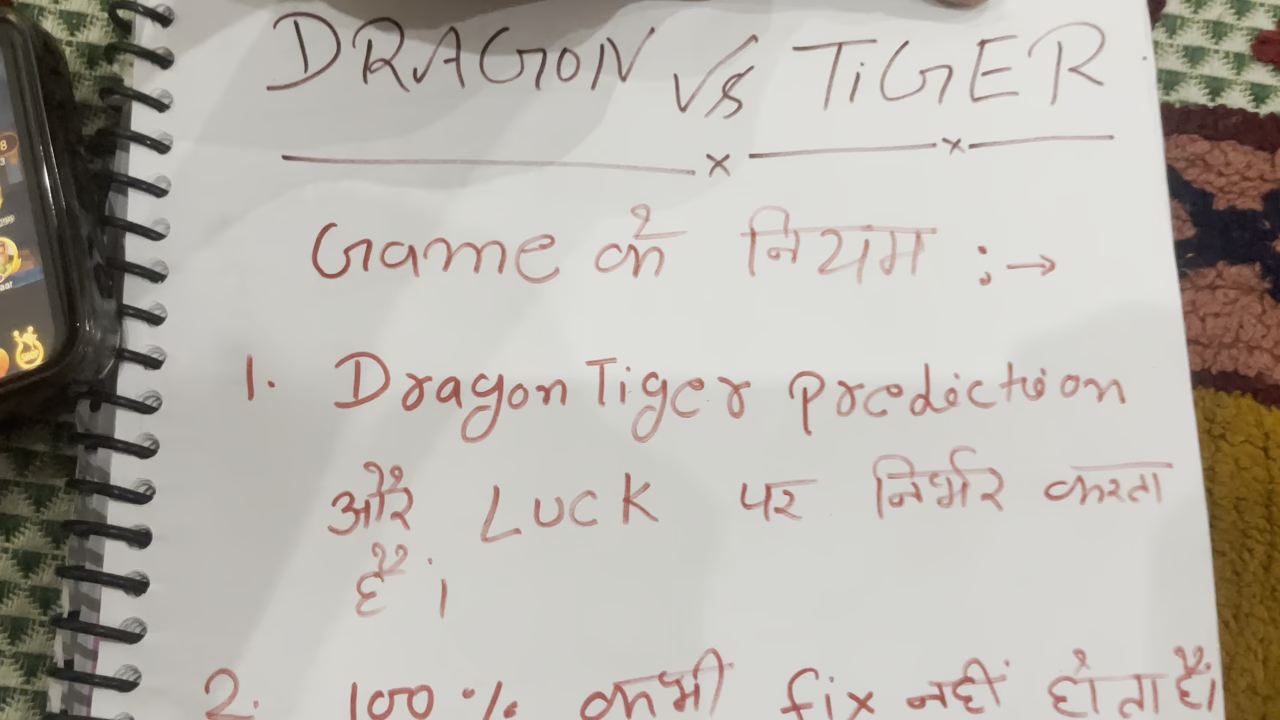 DRAGON VS TIGER
Game के नियम :→
1. Dragon Tiger prediction
और LUCK पर निर्भर करता
है ।
2. 100 % कभी fix नहीं होता है।